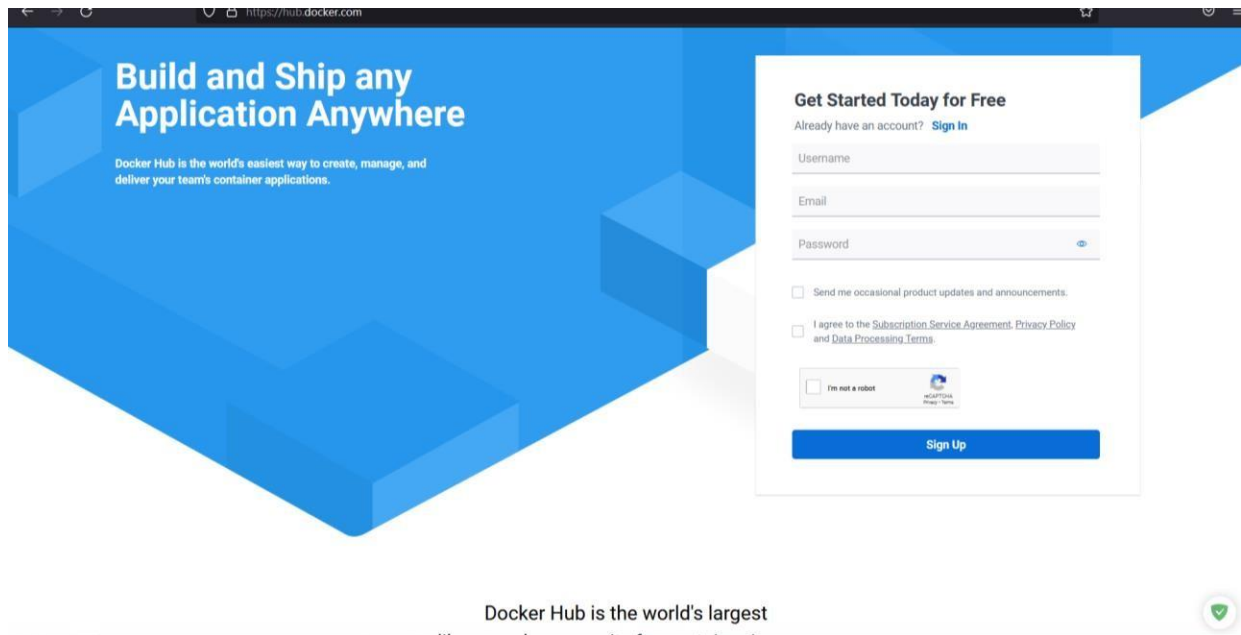 https://hub.docker.com
Build and Ship any
Application Anywhere
Docker Hub is the world's easiest way to create, manage, and
deliver your team's container applications.
Get Started Today for Free
Already have an account? Sign In
Username
Email
Password
Send me occasional product updates and announcements.
I agree to the Subscription Service Agreement, Privacy Policy
and Data Processing Terms.
I'm not a robot
reCAPTCHA
Privacy - Terms
Sign Up
Docker Hub is the world's largest